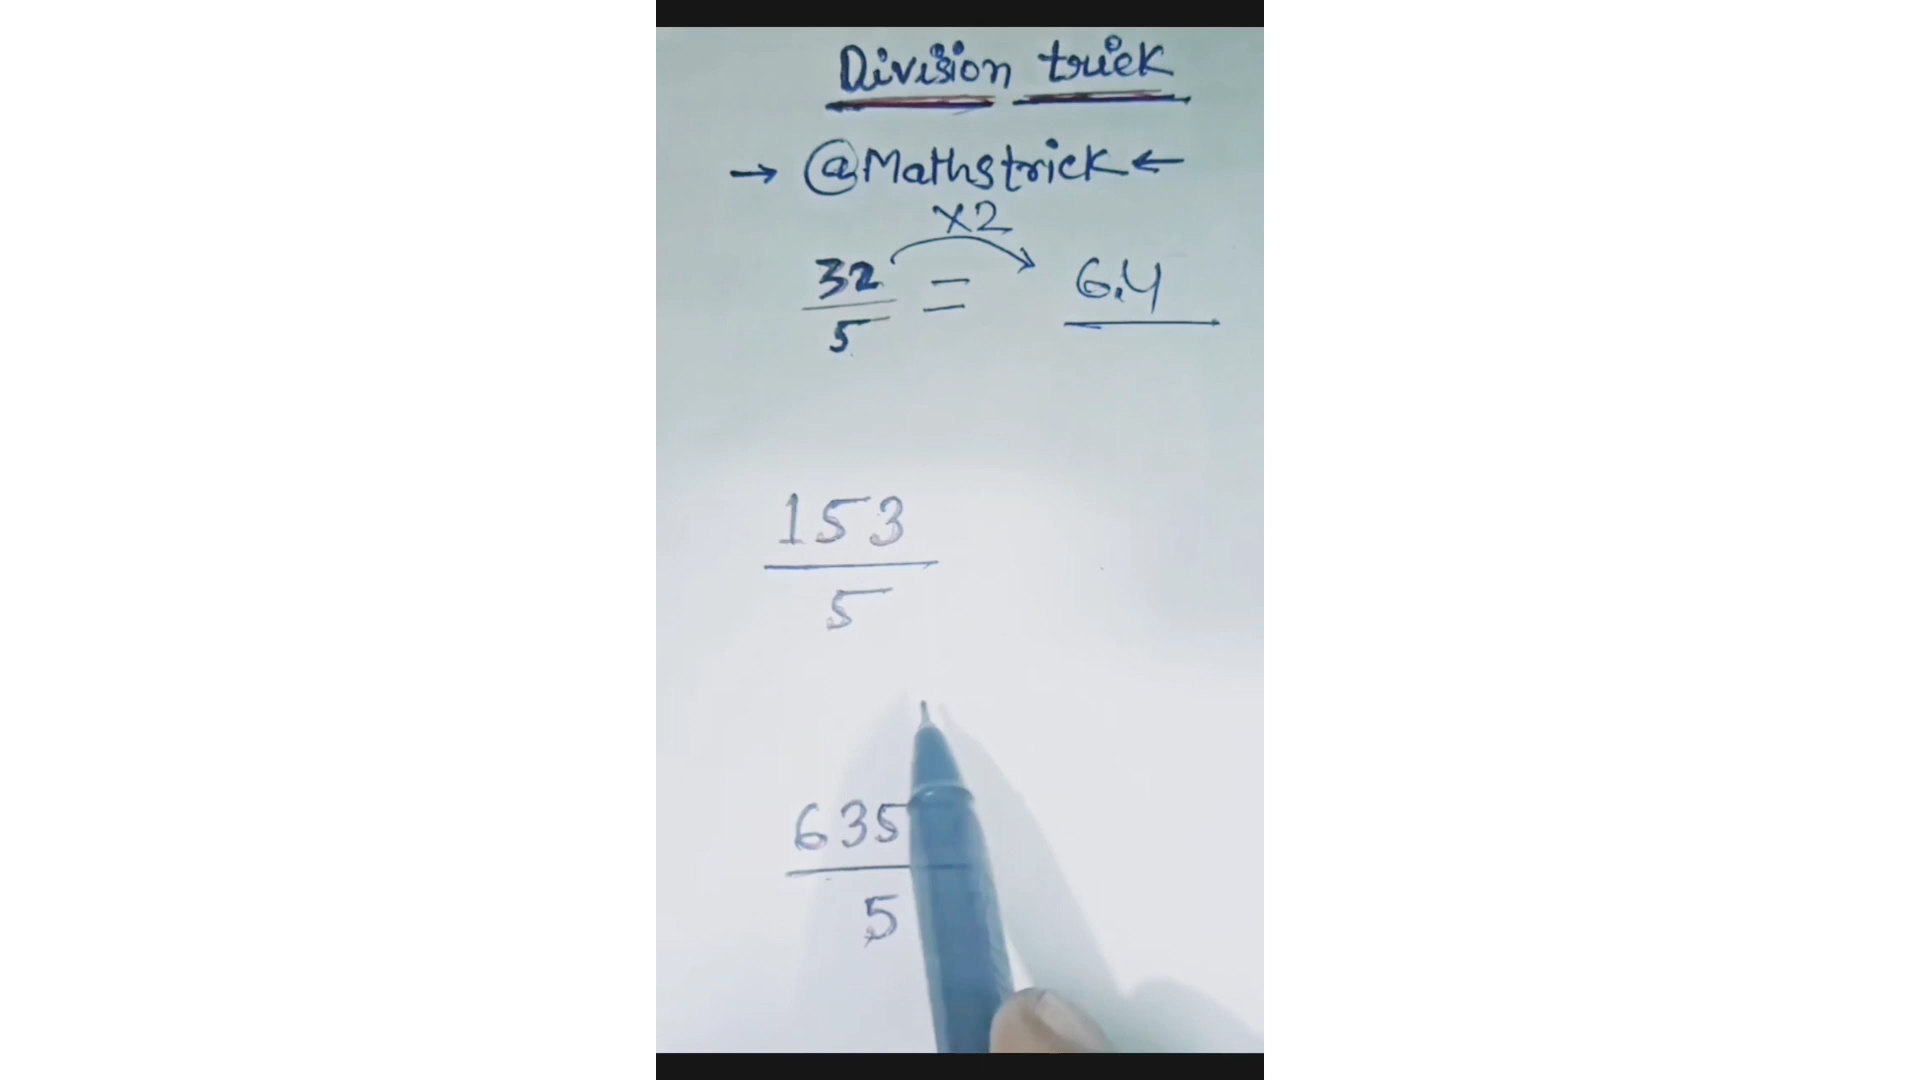 Division trick
→ @Mathstrick ←
×2
32/5 = 6.4
153/5
635/5